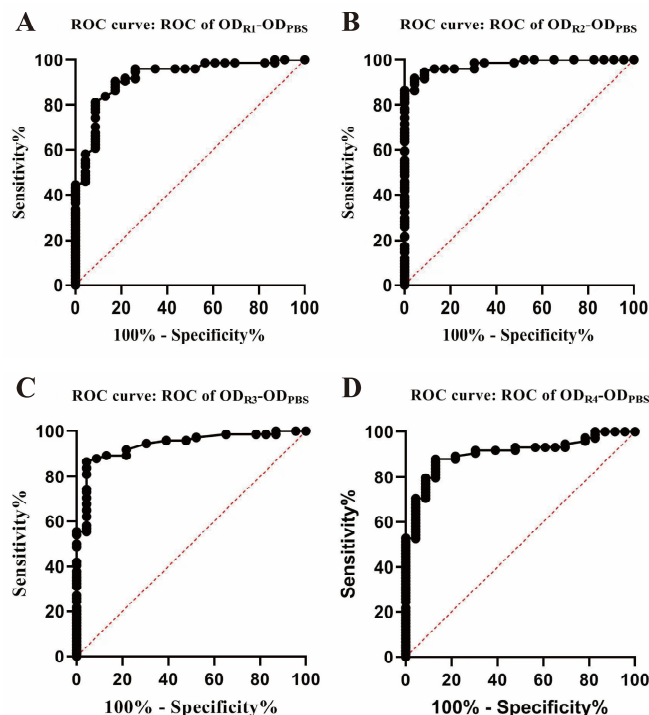 A
ROC curve: ROC of ODR1-ODPBS
100
80
60
40
20
0
Sensitivity%
0 20 40 60 80 100
100% - Specificity%
B
ROC curve: ROC of ODR2-ODPBS
100
80
60
40
20
0
Sensitivity%
0 20 40 60 80 100
100% - Specificity%
C
ROC curve: ROC of ODR3-ODPBS
100
80
60
40
20
0
Sensitivity%
0 20 40 60 80 100
100% - Specificity%
D
ROC curve: ROC of ODR4-ODPBS
100
80
60
40
20
0
Sensitivity%
0 20 40 60 80 100
100% - Specificity%